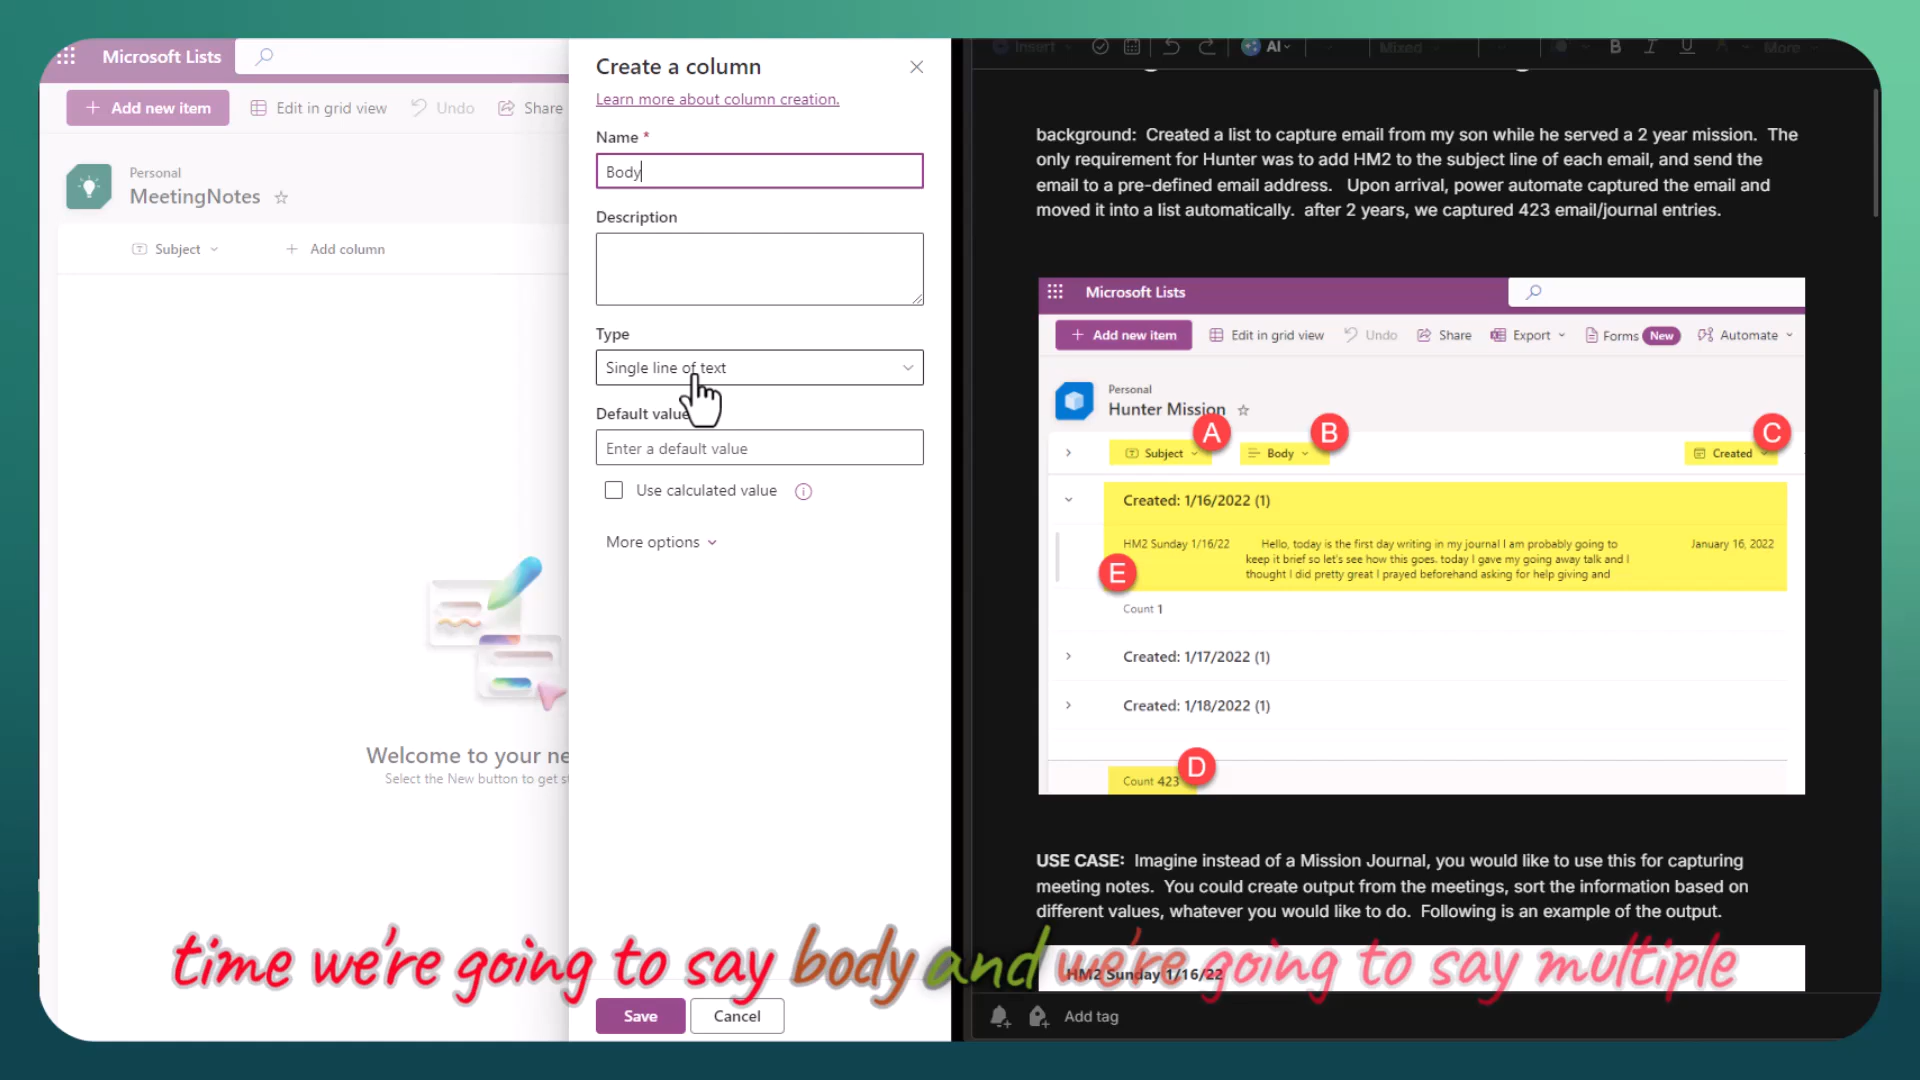 Microsoft Lists
Add new item
Edit in grid view
Undo
Share
Personal
MeetingNotes
Subject
Add column
Welcome to your ne
Select the New button to get st
Create a column
Learn more about column creation.
Name *
Body
Description
Type
Single line of text
Default value
Enter a default value
Use calculated value
More options
Save
Cancel
Insert
AI
Mixed
B
I
U
A
More
background: Created a list to capture email from my son while he served a 2 year mission. The
only requirement for Hunter was to add HM2 to the subject line of each email, and send the
email to a pre-defined email address. Upon arrival, power automate captured the email and
moved it into a list automatically. after 2 years, we captured 423 email/journal entries.
Microsoft Lists
Add new item
Edit in grid view
Undo
Share
Export
Forms
New
Automate
Personal
Hunter Mission
A
B
C
Subject
Body
Created
Created: 1/16/2022 (1)
HM2 Sunday 1/16/22
Hello, today is the first day writing in my journal I am probably going to
keep it brief so let's see how this goes. today I gave my going away talk and I
thought I did pretty great I prayed beforehand asking for help giving and
January 16, 2022
E
Count 1
Created: 1/17/2022 (1)
Created: 1/18/2022 (1)
D
Count 423
USE CASE: Imagine instead of a Mission Journal, you would like to use this for capturing
meeting notes. You could create output from the meetings, sort the information based on
different values, whatever you would like to do. Following is an example of the output.
HM2 Sunday 1/16/22
time we're going to say body and we're going to say multiple
Add tag